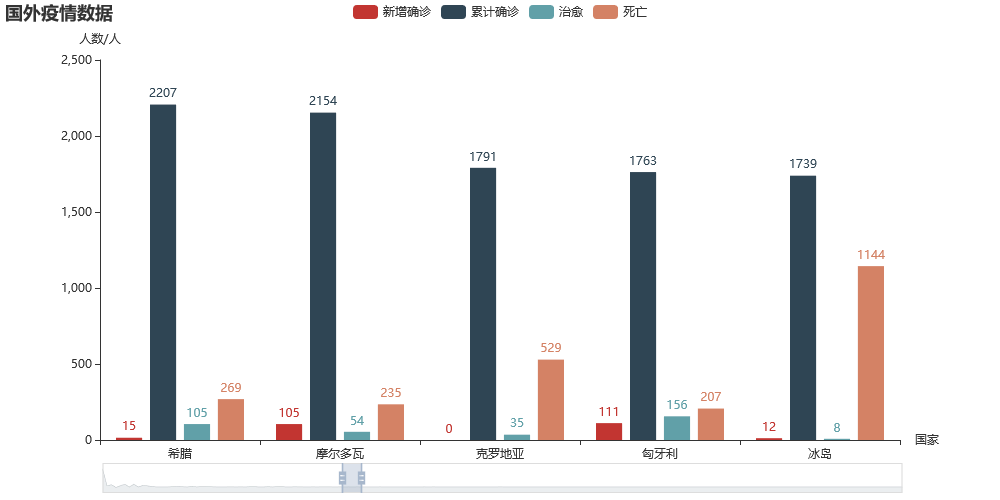 国外疫情数据
新增确诊 累计确诊 治愈 死亡
人数/人
2,500
2,000
1,500
1,000
500
0
15 2207 105 269
105 2154 54 235
0 1791 35 529
111 1763 156 207
12 1739 8 1144
希腊 摩尔多瓦 克罗地亚 匈牙利 冰岛
国家